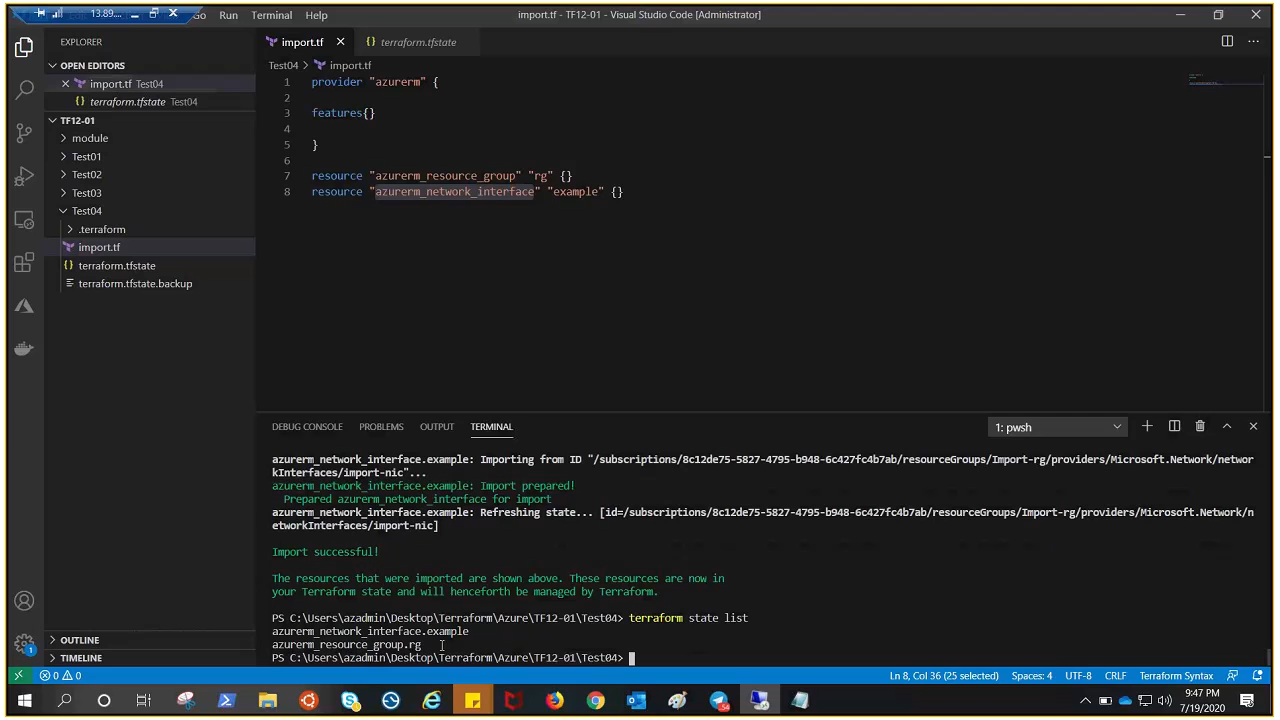 13.89...
Go Run Terminal Help
import.tf - TF12-01 - Visual Studio Code [Administrator]
EXPLORER
OPEN EDITORS
import.tf Test04
terraform.tfstate Test04
TF12-01
module
Test01
Test02
Test03
Test04
.terraform
import.tf
terraform.tfstate
terraform.tfstate.backup
OUTLINE
TIMELINE
import.tf
terraform.tfstate
Test04 > import.tf
1 provider "azurerm" {
2
3 features{}
4
5 }
6
7 resource "azurerm_resource_group" "rg" {}
8 resource "azurerm_network_interface" "example" {}
DEBUG CONSOLE PROBLEMS OUTPUT TERMINAL
1: pwsh
azurerm_network_interface.example: Importing from ID "/subscriptions/8c12de75-5827-4795-b948-6c427fc4b7ab/resourceGroups/Import-rg/providers/Microsoft.Network/networ
kInterfaces/import-nic"...
azurerm_network_interface.example: Import prepared!
Prepared azurerm_network_interface for import
azurerm_network_interface.example: Refreshing state... [id=/subscriptions/8c12de75-5827-4795-b948-6c427fc4b7ab/resourceGroups/Import-rg/providers/Microsoft.Network/n
etworkInterfaces/import-nic]
Import successful!
The resources that were imported are shown above. These resources are now in
your Terraform state and will henceforth be managed by Terraform.
PS C:\Users\azadmin\Desktop\Terraform\Azure\TF12-01\Test04> terraform state list
azurerm_network_interface.example
azurerm_resource_group.rg
PS C:\Users\azadmin\Desktop\Terraform\Azure\TF12-01\Test04>
1
0 0
Ln 8, Col 36 (25 selected) Spaces: 4 UTF-8 CRLF Terraform Syntax
9:47 PM
7/19/2020